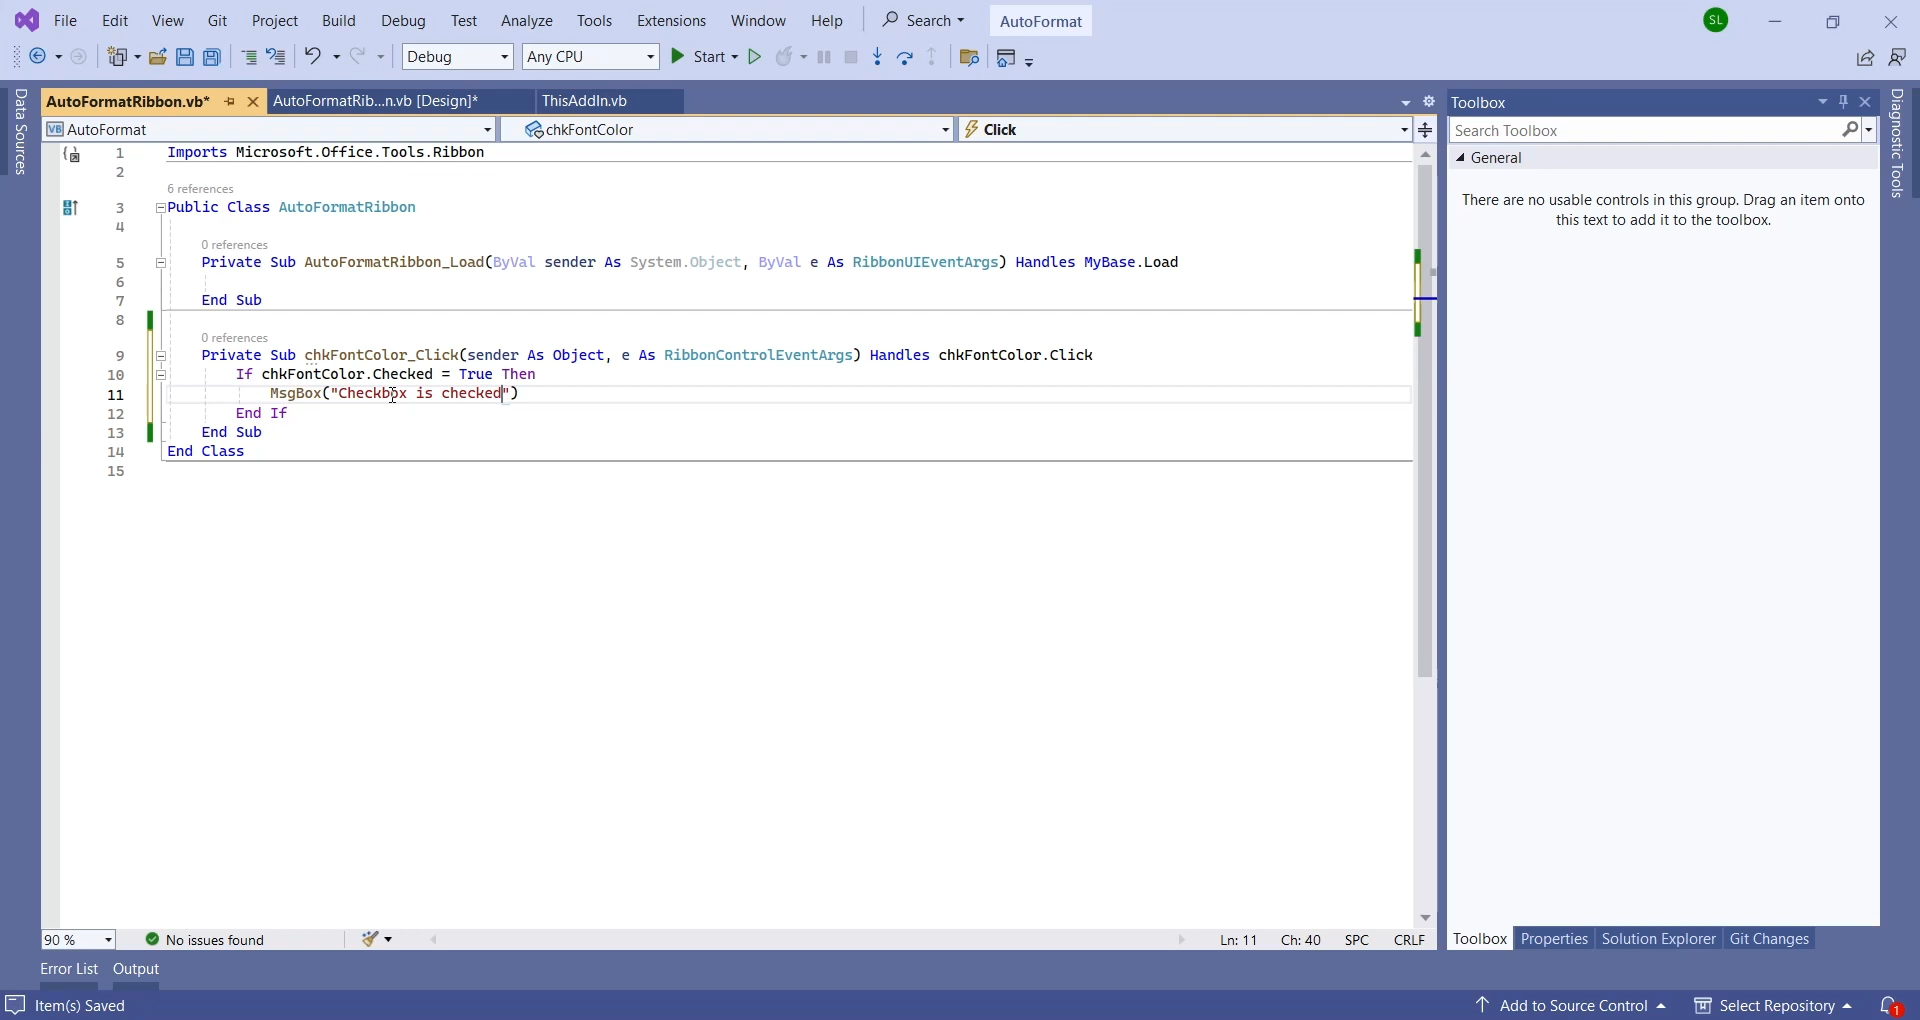 File Edit View Git Project Build Debug Test Analyze Tools Extensions Window Help Search AutoFormat SL
Debug Any CPU Start
Data Sources
AutoFormatRibbon.vb* AutoFormatRib...n.vb [Design]* ThisAddIn.vb
VB AutoFormat chkFontColor Click
1 Imports Microsoft.Office.Tools.Ribbon
2
6 references
3 Public Class AutoFormatRibbon
4
0 references
5 Private Sub AutoFormatRibbon_Load(ByVal sender As System.Object, ByVal e As RibbonUIEventArgs) Handles MyBase.Load
6
7 End Sub
8
0 references
9 Private Sub chkFontColor_Click(sender As Object, e As RibbonControlEventArgs) Handles chkFontColor.Click
10 If chkFontColor.Checked = True Then
11 MsgBox("Checkbox is checked")
12 End If
13 End Sub
14 End Class
15
90 % No issues found Ln: 11 Ch: 40 SPC CRLF
Toolbox
Search Toolbox
General
There are no usable controls in this group. Drag an item onto
this text to add it to the toolbox.
Toolbox Properties Solution Explorer Git Changes
Diagnostic Tools
Error List Output
Item(s) Saved Add to Source Control Select Repository 1